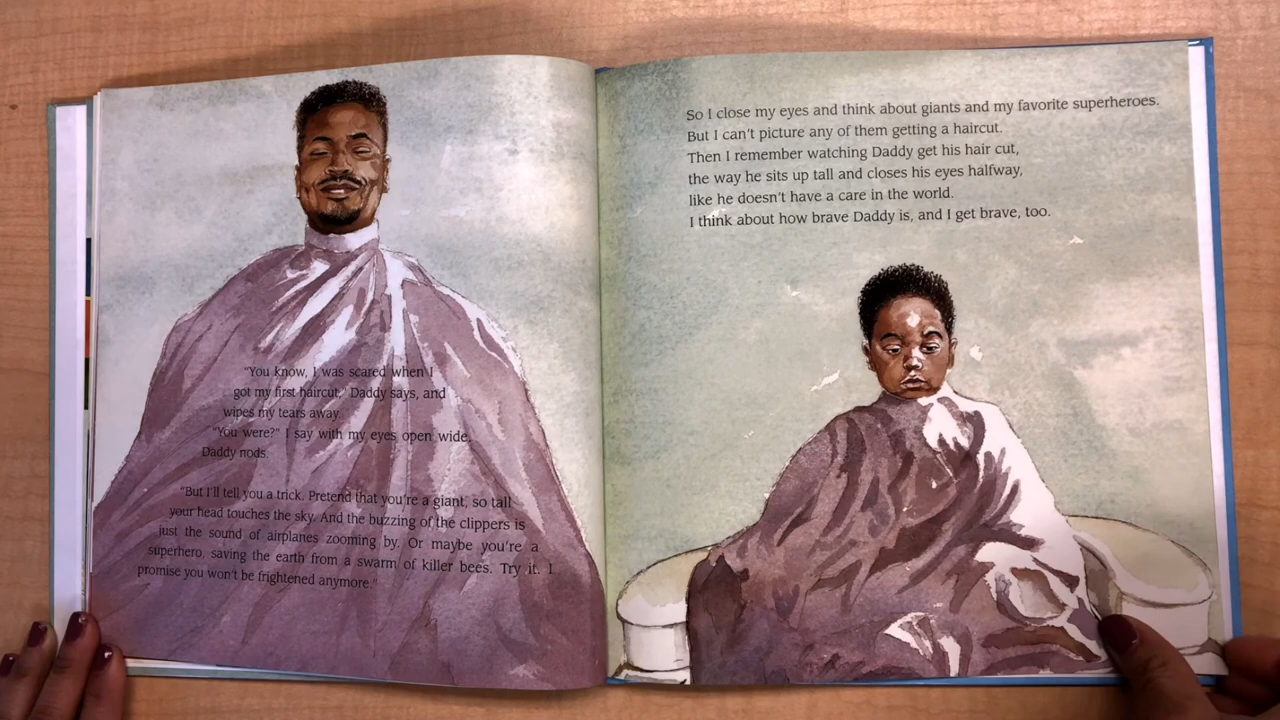 "You know, I was scared when I
got my first haircut," Daddy says, and
wipes my tears away.
"You were?" I say with my eyes open wide.
Daddy nods.
"But I'll tell you a trick. Pretend that you're a giant, so tall
your head touches the sky. And the buzzing of the clippers is
just the sound of airplanes zooming by. Or maybe you're a
superhero, saving the earth from a swarm of killer bees. Try it. I
promise you won't be frightened anymore."
So I close my eyes and think about giants and my favorite superheroes.
But I can't picture any of them getting a haircut.
Then I remember watching Daddy get his hair cut,
the way he sits up tall and closes his eyes halfway,
like he doesn't have a care in the world.
I think about how brave Daddy is, and I get brave, too.